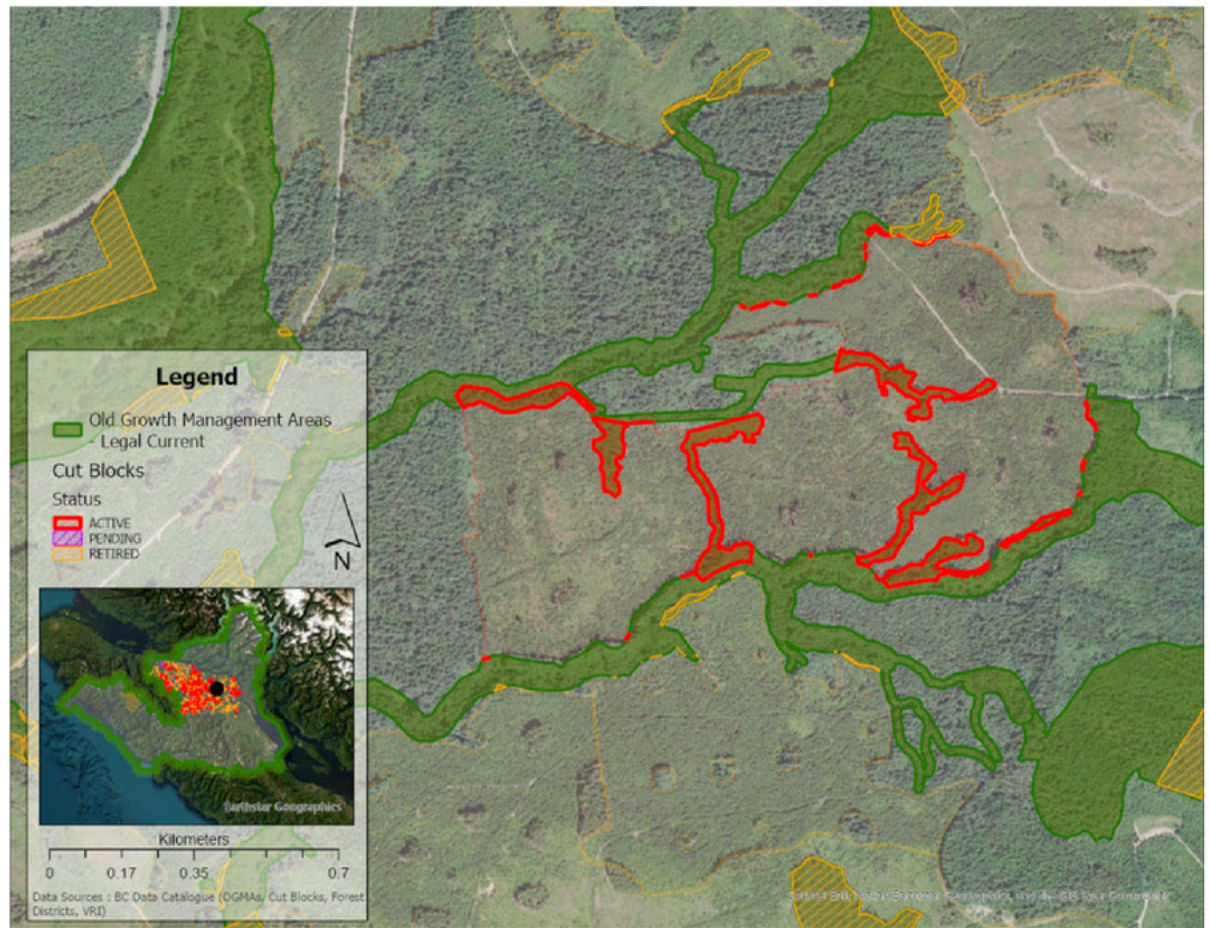 Legend
Old Growth Management Areas
- Legal Current
Cut Blocks
Status
ACTIVE
PENDING
RETIRED
N
Earthstar Geographics
Kilometers
0 0.17 0.35 0.7
Data Sources : BC Data Catalogue (OGMAs, Cut Blocks, Forest
Districts, VRI)